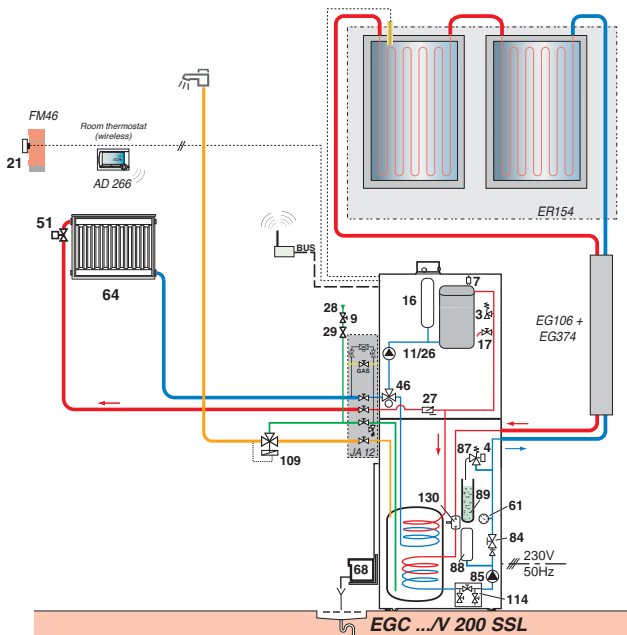 FM46
Room thermostat
(wireless)
21
AD 266
ER154
51
64
BUS
7
16
3
28
9
29
17
11/26
EG106 +
EG374
GAS
46
27
109
JA 12
87
4
130
89
61
84
88
230V
50Hz
85
68
114
EGC .../V 200 SSL